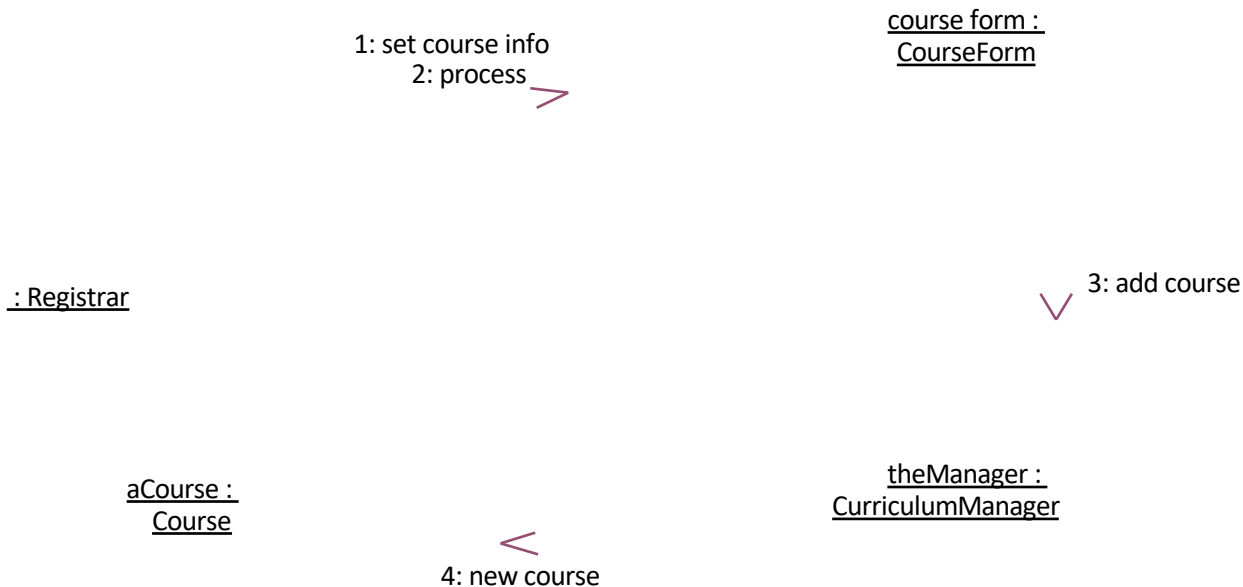 course form :
CourseForm
1: set course info
2: process
: Registrar
3: add course
theManager :
CurriculumManager
aCourse :
Course
4: new course